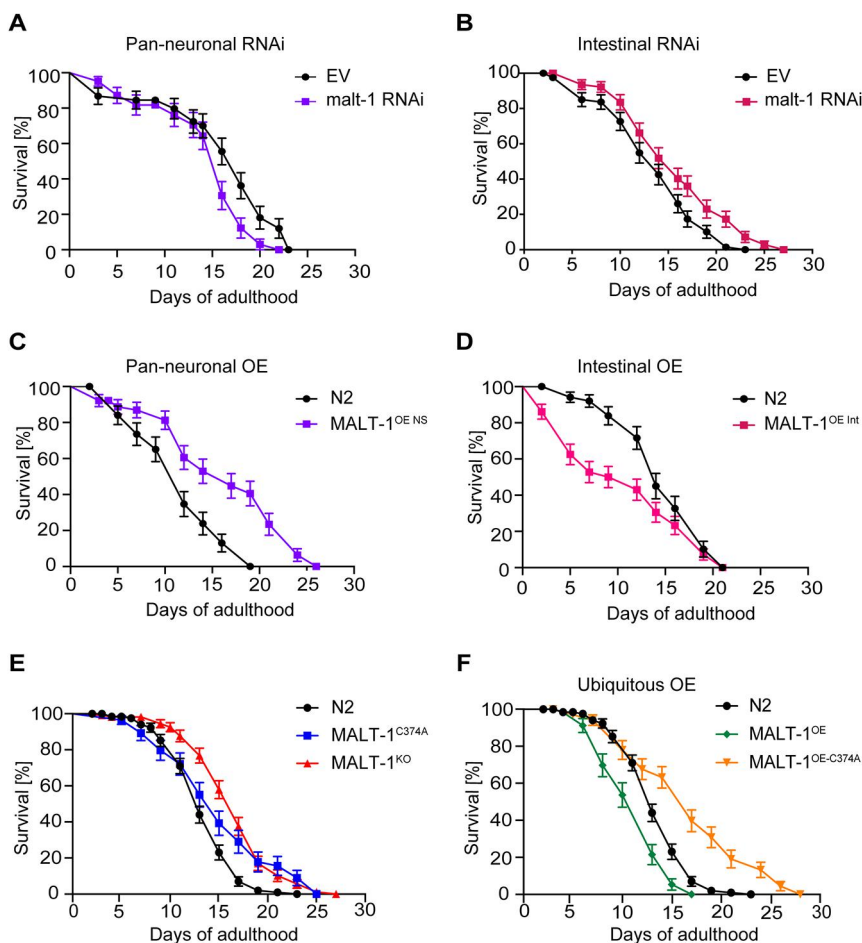 A
Pan-neuronal RNAi
EV
malt-1 RNAi
Survival [%]
100
80
60
40
20
0
0 5 10 15 20 25 30
Days of adulthood
B
Intestinal RNAi
EV
malt-1 RNAi
Survival [%]
100
80
60
40
20
0
0 5 10 15 20 25 30
Days of adulthood
C
Pan-neuronal OE
N2
MALT-1OE NS
Survival [%]
100
80
60
40
20
0
0 5 10 15 20 25 30
Days of adulthood
D
Intestinal OE
N2
MALT-1OE Int
Survival [%]
100
80
60
40
20
0
0 5 10 15 20 25 30
Days of adulthood
E
N2
MALT-1C374A
MALT-1KO
Survival [%]
100
80
60
40
20
0
0 5 10 15 20 25 30
Days of adulthood
F
Ubiquitous OE
N2
MALT-1OE
MALT-1OE-C374A
Survival [%]
100
80
60
40
20
0
0 5 10 15 20 25 30
Days of adulthood